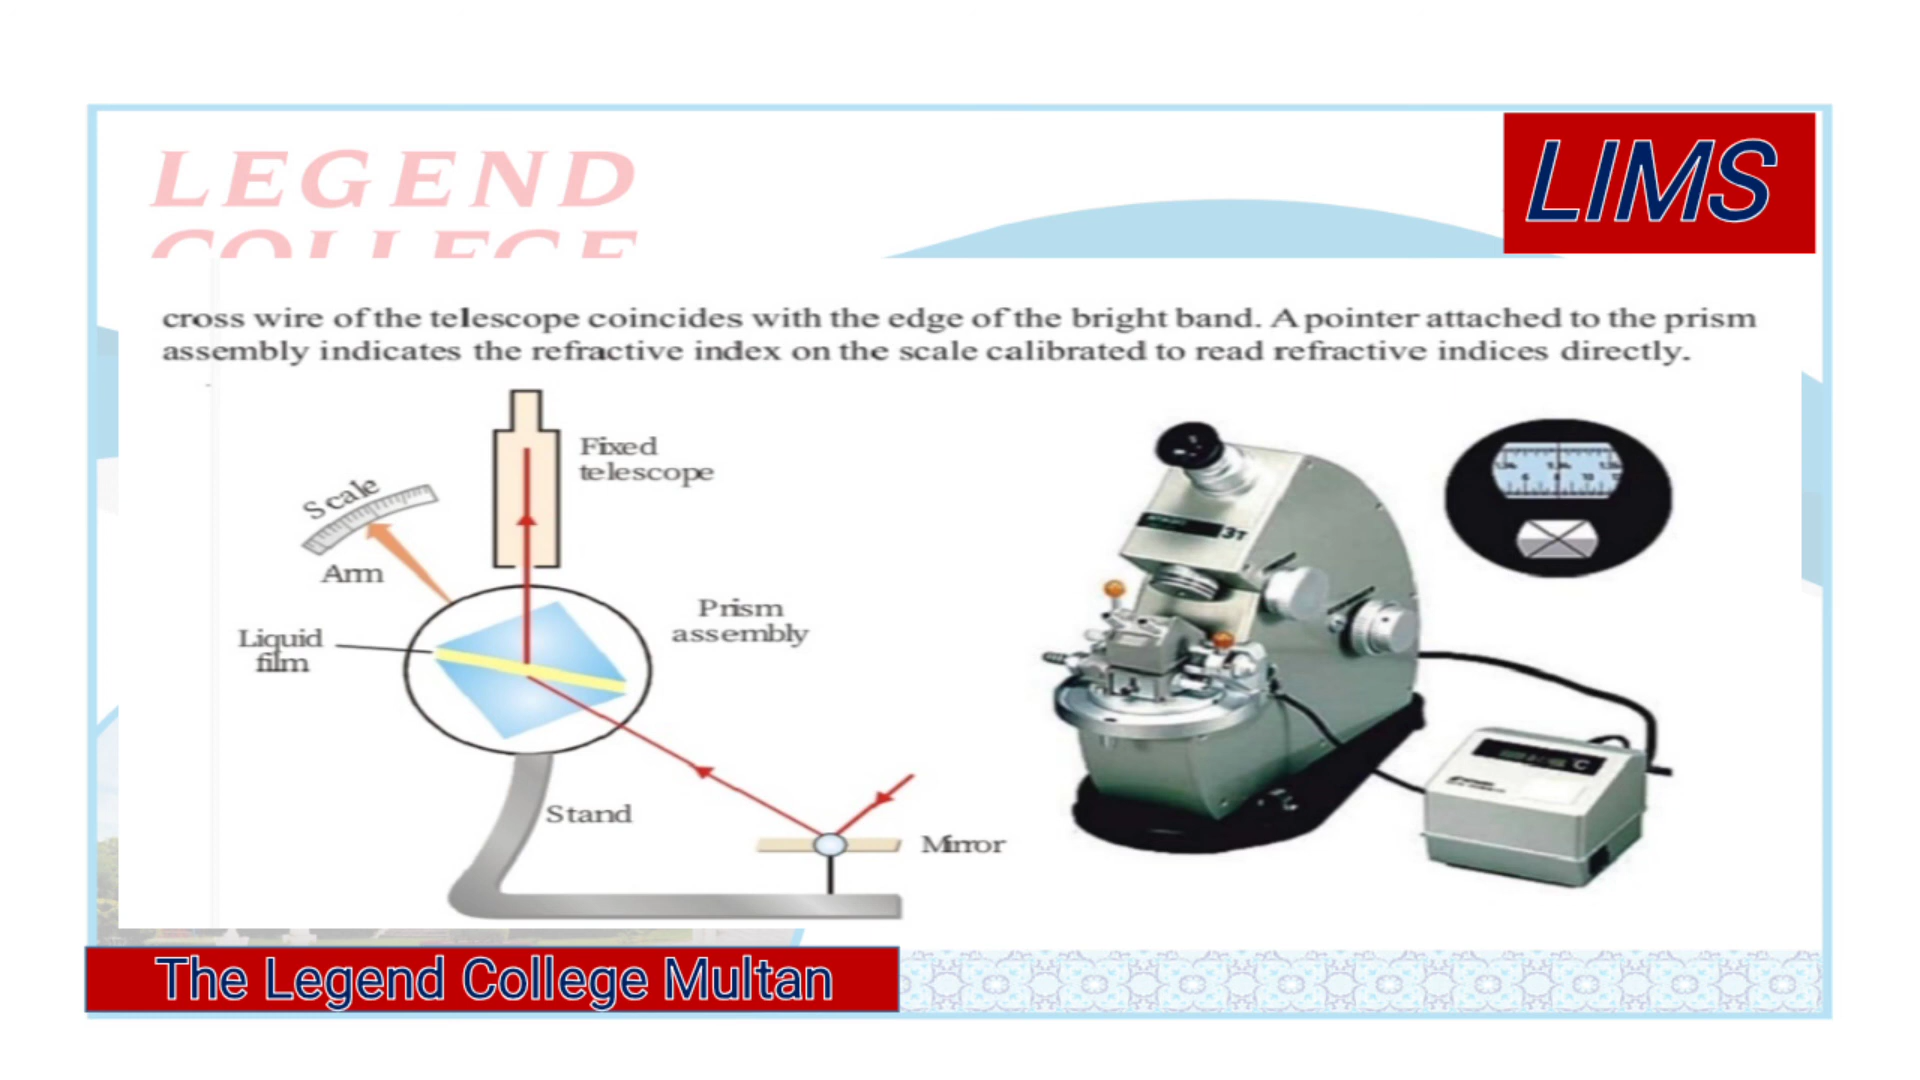 LEGEND
COLLEGE
LIMS
cross wire of the telescope coincides with the edge of the bright band. A pointer attached to the prism
assembly indicates the refractive index on the scale calibrated to read refractive indices directly.
Fixed
telescope
Scale
Arm
Prism
assembly
Liquid
film
Stand
Mirror
3T
C
The Legend College Multan